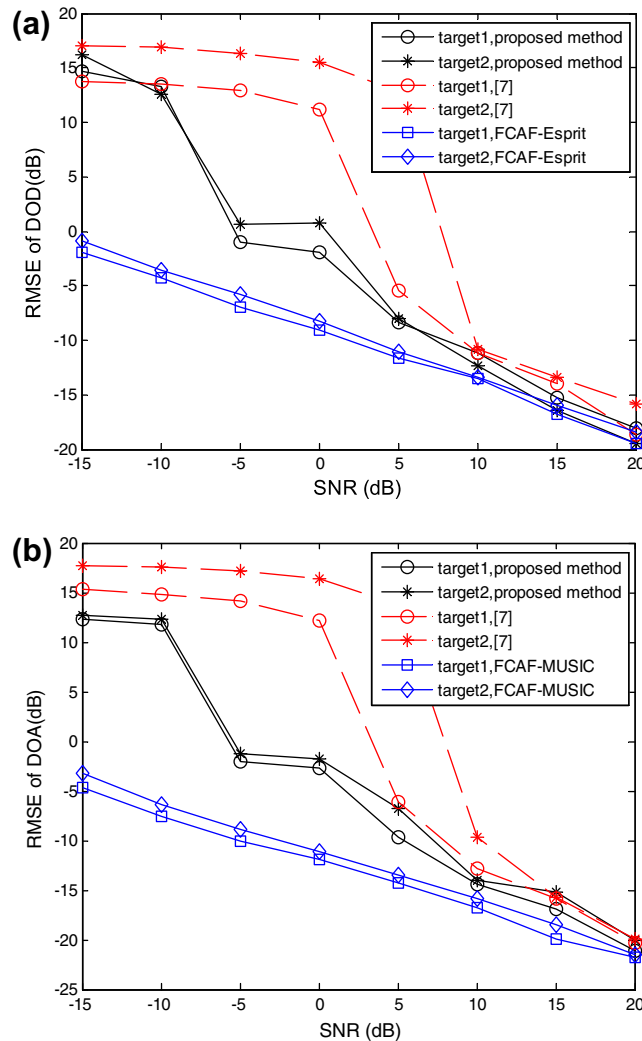 (a)
20
15
10
5
0
-5
-10
-15
-20
RMSE of DOD(dB)
target1,proposed method
target2,proposed method
target1,[7]
target2,[7]
target1,FCAF-Esprit
target2,FCAF-Esprit
-15 -10 -5 0 5 10 15 20
SNR (dB)
(b)
20
15
10
5
0
-5
-10
-15
-20
-25
RMSE of DOA(dB)
target1,proposed method
target2,proposed method
target1,[7]
target2,[7]
target1,FCAF-MUSIC
target2,FCAF-MUSIC
-15 -10 -5 0 5 10 15 20
SNR (dB)